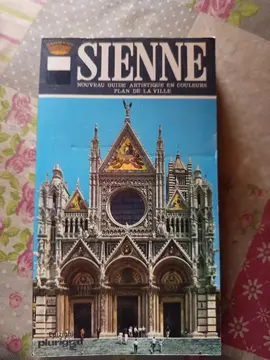 SIENNE
NOUVEAU GUIDE ARTISTIQUE EN COULEURS
PLAN DE LA VILLE
plurigraf